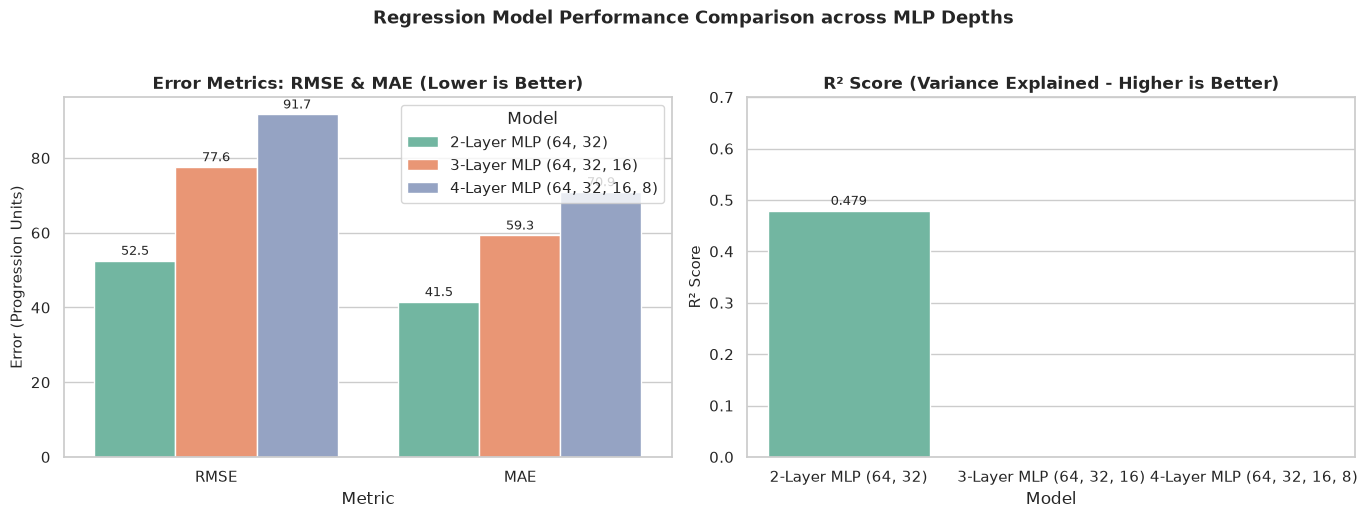 Regression Model Performance Comparison across MLP Depths
Error Metrics: RMSE & MAE (Lower is Better)
Error (Progression Units)
80
60
40
20
0
91.7
77.6
52.5
70.9
59.3
41.5
Model
2-Layer MLP (64, 32)
3-Layer MLP (64, 32, 16)
4-Layer MLP (64, 32, 16, 8)
RMSE
MAE
Metric
R² Score (Variance Explained - Higher is Better)
R² Score
0.7
0.6
0.5
0.4
0.3
0.2
0.1
0.0
0.479
2-Layer MLP (64, 32)
3-Layer MLP (64, 32, 16)
4-Layer MLP (64, 32, 16, 8)
Model